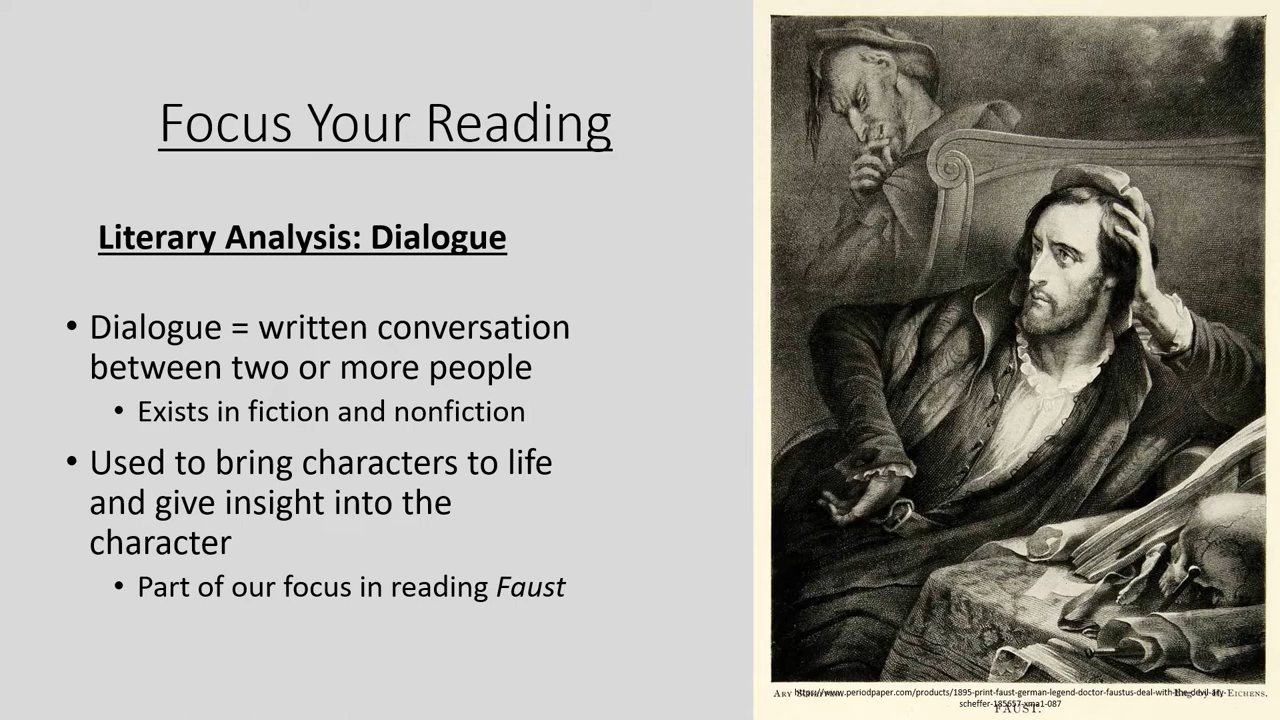 Focus Your Reading
Literary Analysis: Dialogue
• Dialogue = written conversation
between two or more people
• Exists in fiction and nonfiction
• Used to bring characters to life
and give insight into the
character
• Part of our focus in reading Faust
https://www.periodpaper.com/products/1895-print-faust-german-legend-doctor-faustus-deal-with-the-devil-ary-
scheffer-185657-xma1-087
ARY
EICHENS.
FAUST.